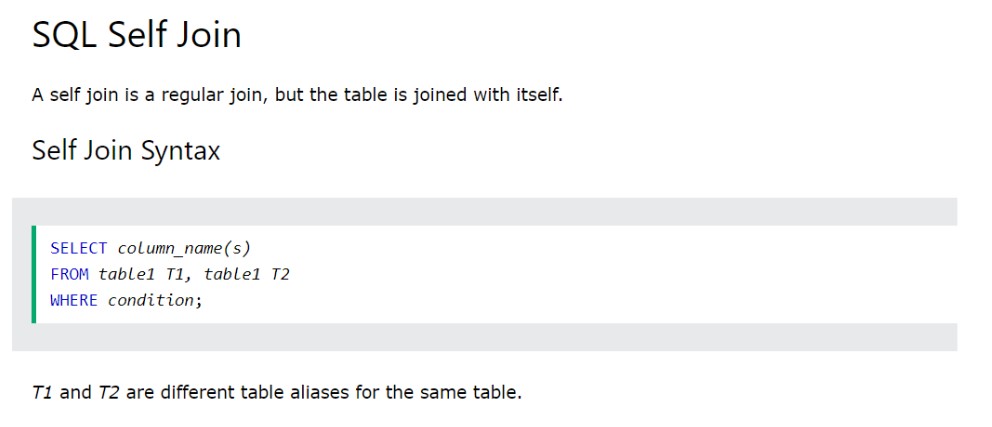 SQL Self Join
A self join is a regular join, but the table is joined with itself.
Self Join Syntax
SELECT column_name(s)
FROM table1 T1, table1 T2
WHERE condition;
T1 and T2 are different table aliases for the same table.